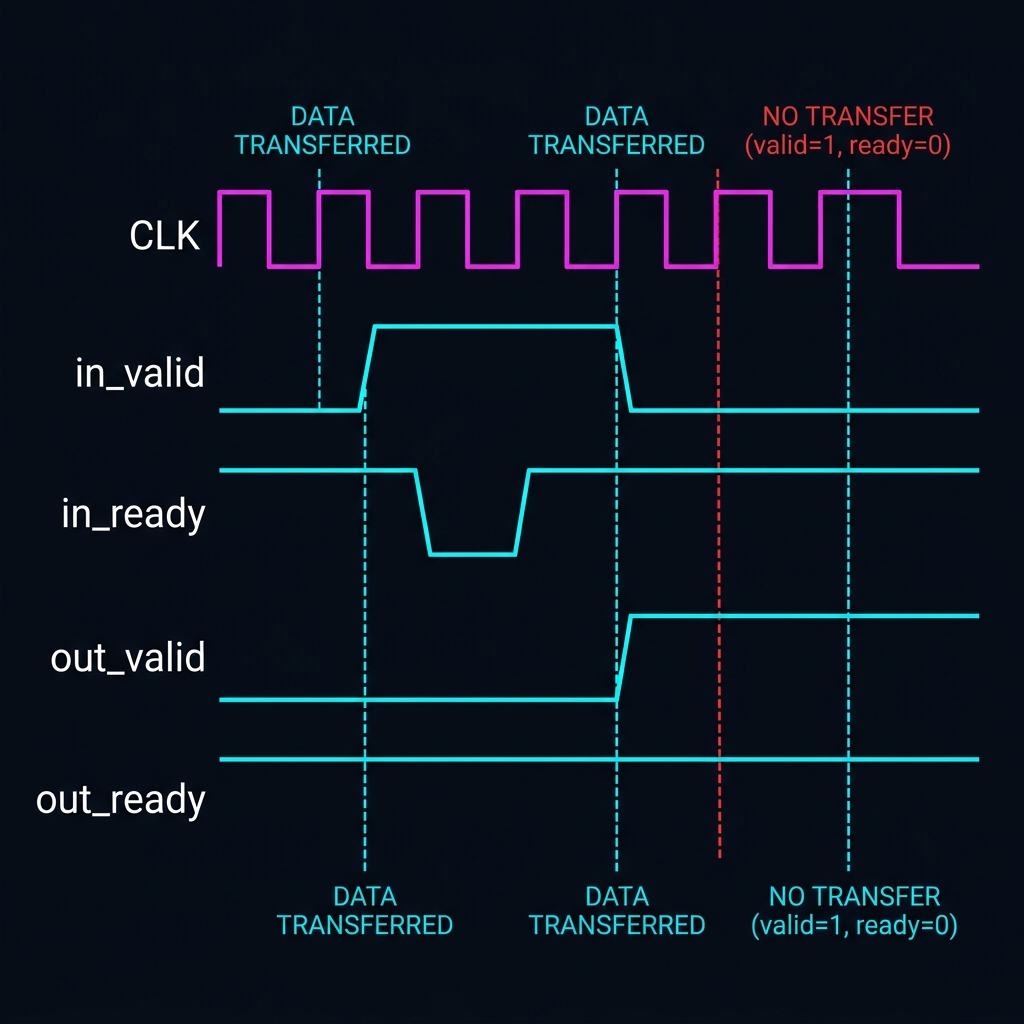 DATA
TRANSFERRED
DATA
TRANSFERRED
NO TRANSFER
(valid=1, ready=0)
CLK
in_valid
in_ready
out_valid
out_ready
DATA
TRANSFERRED
DATA
TRANSFERRED
NO TRANSFER
(valid=1, ready=0)